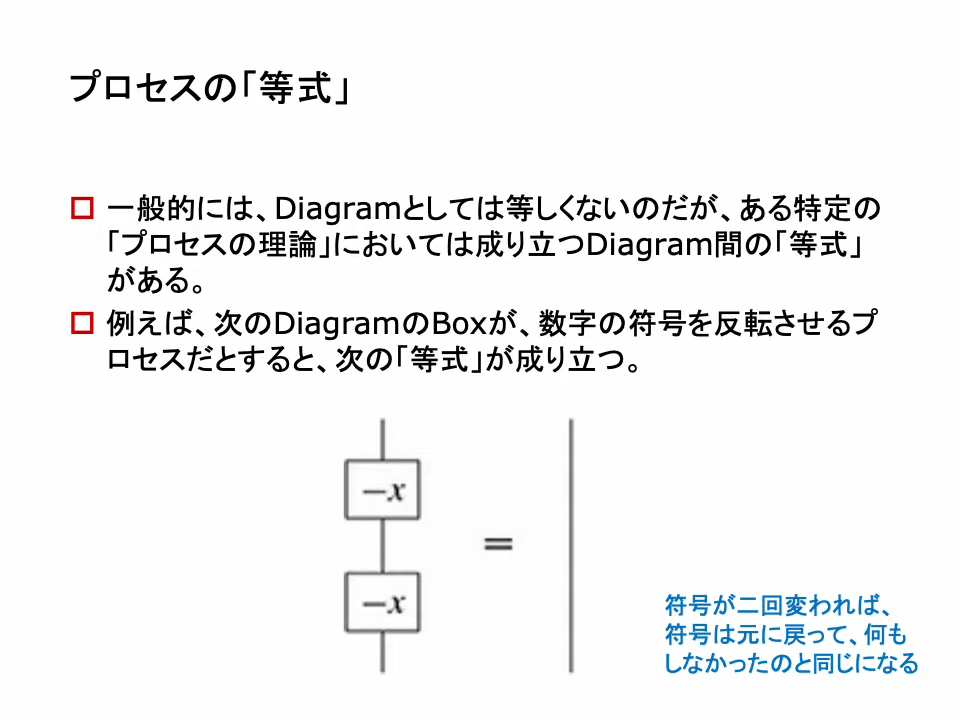 プロセスの「等式」
一般的には、Diagramとしては等しくないのだが、ある特定の
「プロセスの理論」においては成り立つDiagram間の「等式」
がある。
例えば、次のDiagramのBoxが、数字の符号を反転させるプ
ロセスだとすると、次の「等式」が成り立つ。
−x
=
−x
符号が二回変われば、
符号は元に戻って、何も
しなかったのと同じになる